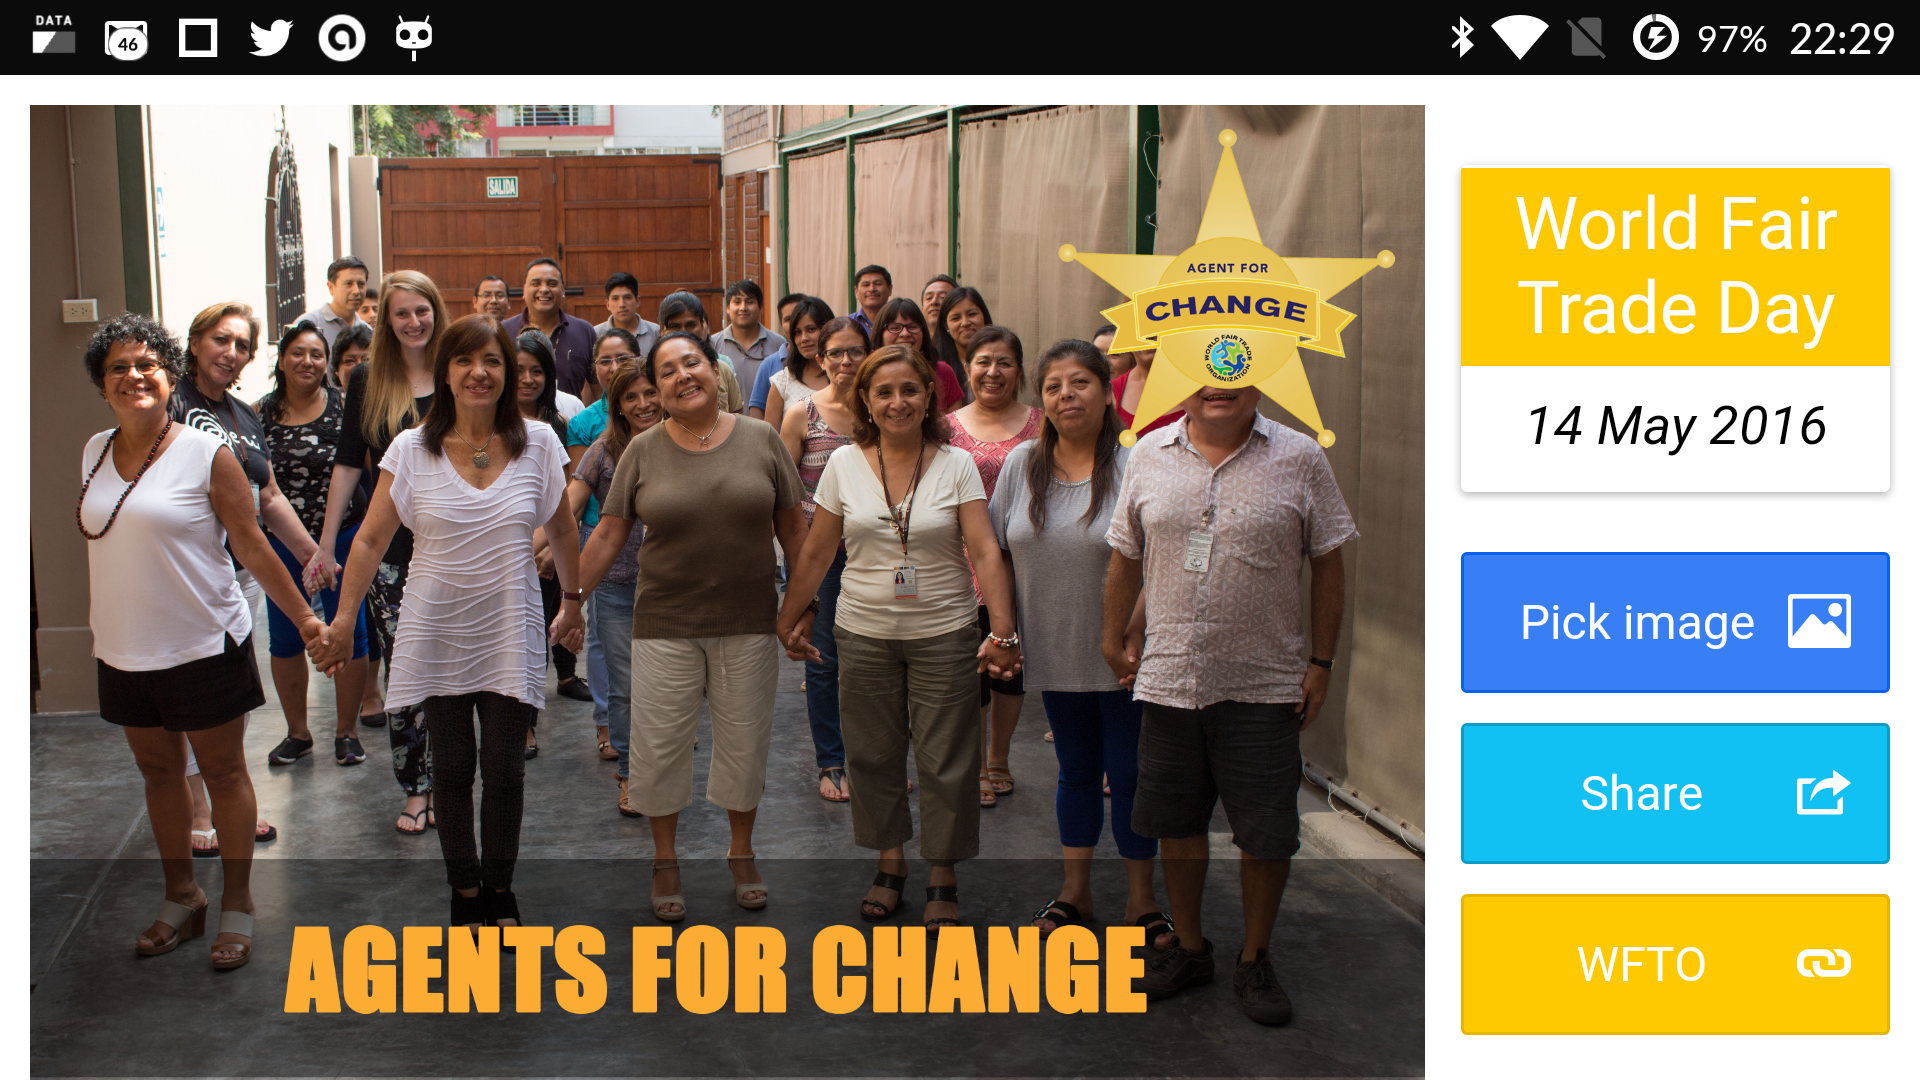 DATA
46
97%
22:29
SALIDA
AGENT FOR
CHANGE
WORLD FAIR TRADE
ORGANIZATION
AGENTS FOR CHANGE
World Fair
Trade Day
14 May 2016
Pick image
Share
WFTO